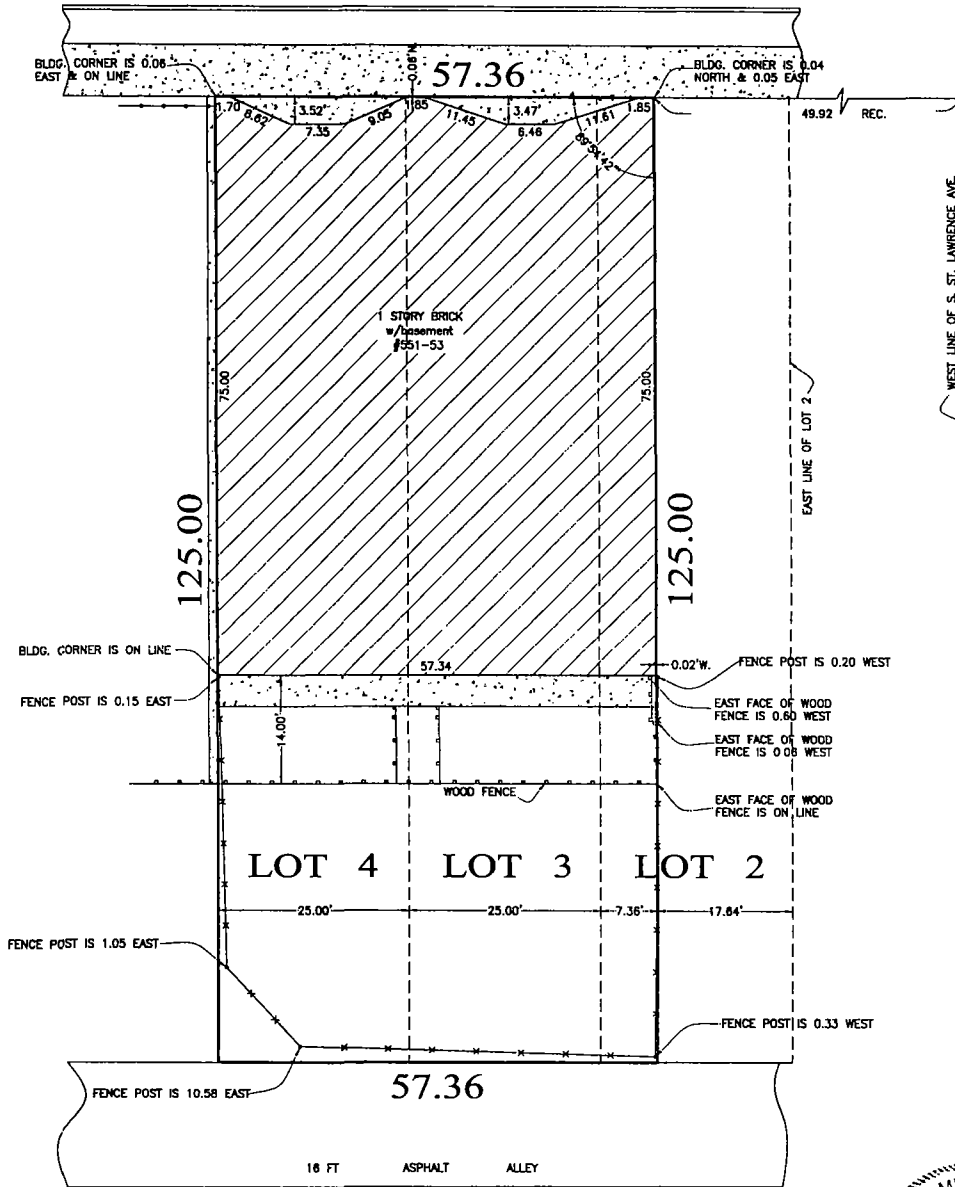 BLDG. CORNER IS 0.06
EAST & ON LINE
0.06'N.
57.36
BLDG. CORNER IS 0.04
NORTH & 0.05 EAST
1.70
8.62
3.52'
7.35
9.05
1.85
11.45
3.47'
6.46
11.61
1.85
49.92 REC.
WEST LINE OF S. ST. LAWRENCE AVE.
1 STORY BRICK
w/basement
#551-53
75.00
75.00
EAST LINE OF LOT 2
125.00
125.00
BLDG. CORNER IS ON LINE
57.34
0.02'W.
FENCE POST IS 0.20 WEST
FENCE POST IS 0.15 EAST
EAST FACE OF WOOD
FENCE IS 0.60 WEST
14.00'
EAST FACE OF WOOD
FENCE IS 0.06 WEST
WOOD FENCE
EAST FACE OF WOOD
FENCE IS ON LINE
LOT 4
LOT 3
LOT 2
25.00'
25.00'
7.36'
17.64'
FENCE POST IS 1.05 EAST
FENCE POST IS 0.33 WEST
FENCE POST IS 10.58 EAST
57.36
16 FT ASPHALT ALLEY